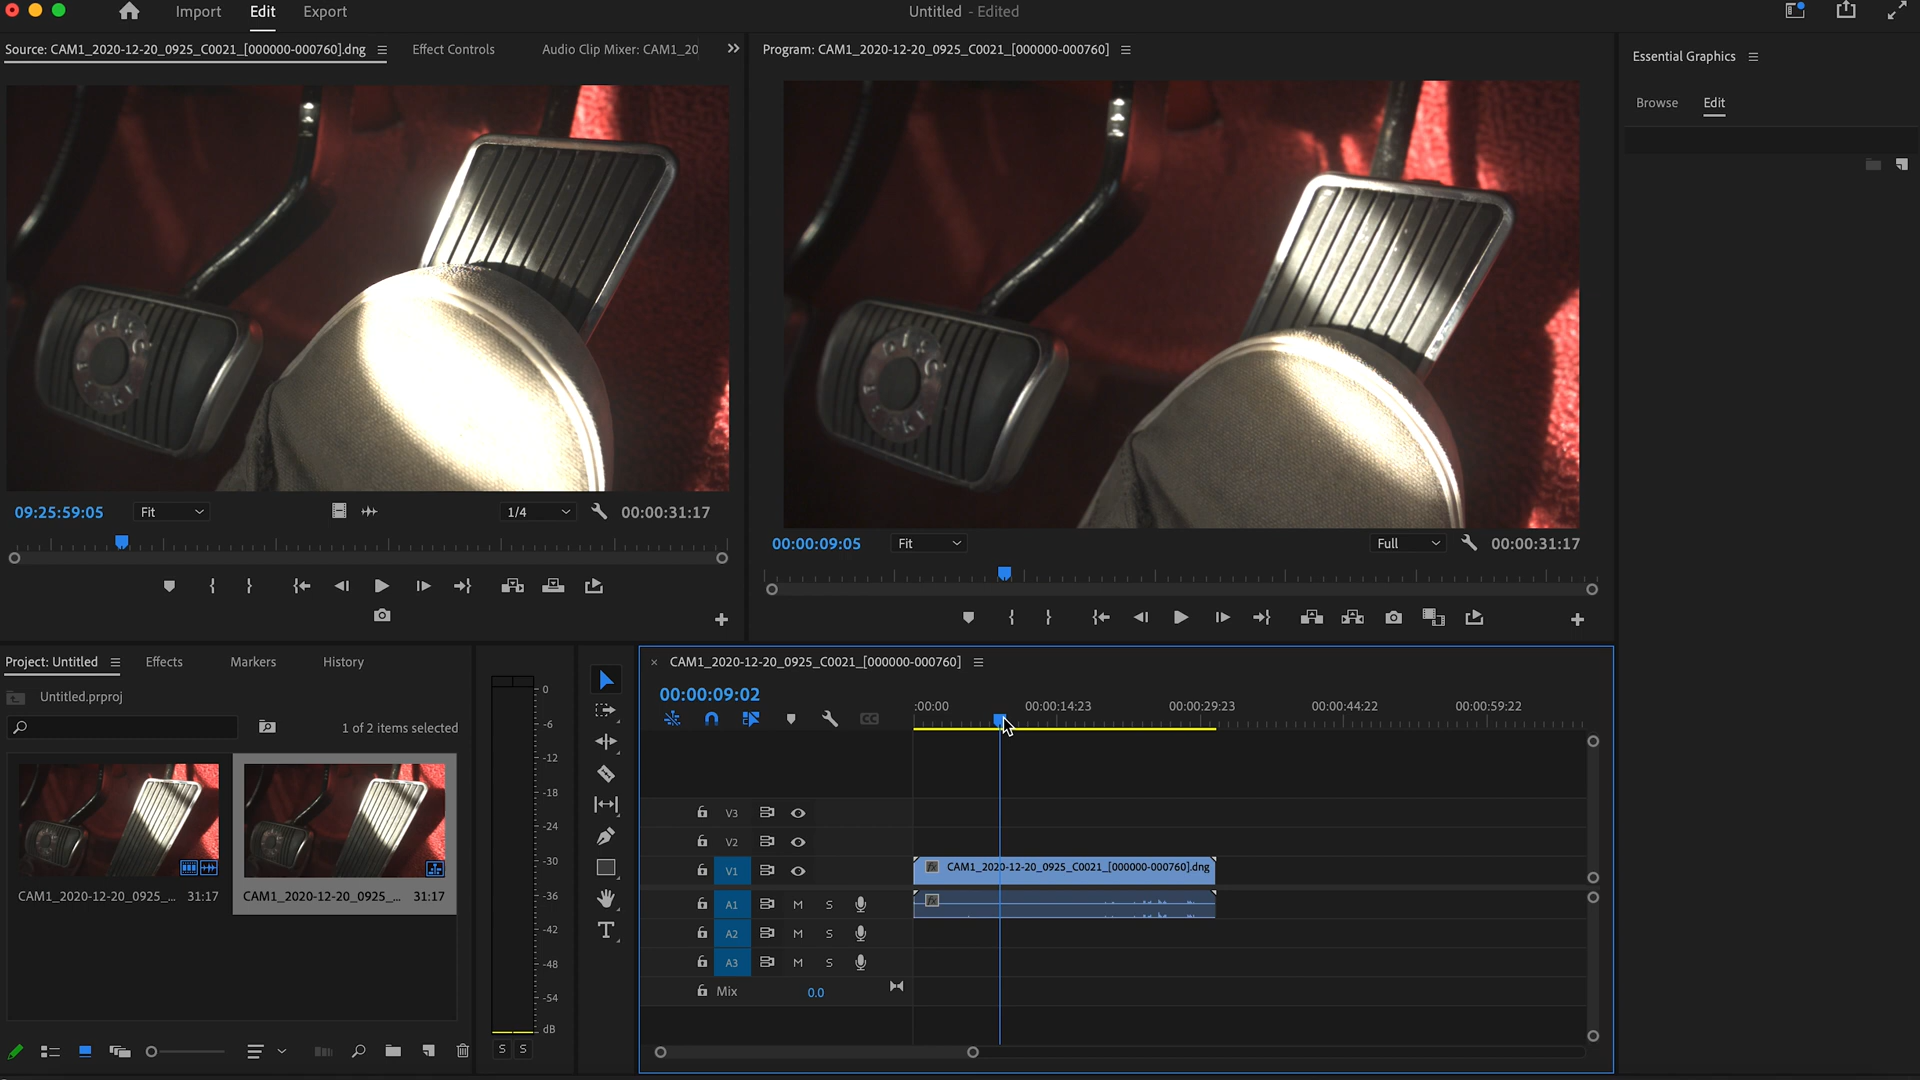 Import Edit Export
Untitled - Edited
Source: CAM1_2020-12-20_0925_C0021_[000000-000760].dng
Effect Controls
Audio Clip Mixer: CAM1_20
Program: CAM1_2020-12-20_0925_C0021_[000000-000760]
Essential Graphics
Browse Edit
disc
09:25:59:05 Fit 1/4 00:00:31:17
00:00:09:05 Fit Full 00:00:31:17
Project: Untitled Effects Markers History
Untitled.prproj
1 of 2 items selected
CAM1_2020-12-20_0925_... 31:17
CAM1_2020-12-20_0925_... 31:17
0
-6
-12
-18
-24
-30
-36
-42
-48
-54
dB
S S
T
CAM1_2020-12-20_0925_C0021_[000000-000760]
00:00:09:02
CC
:00:00 00:00:14:23 00:00:29:23 00:00:44:22 00:00:59:22
V3
V2
V1 fx CAM1_2020-12-20_0925_C0021_[000000-000760].dng
A1 M S fx
A2 M S
A3 M S
Mix 0.0